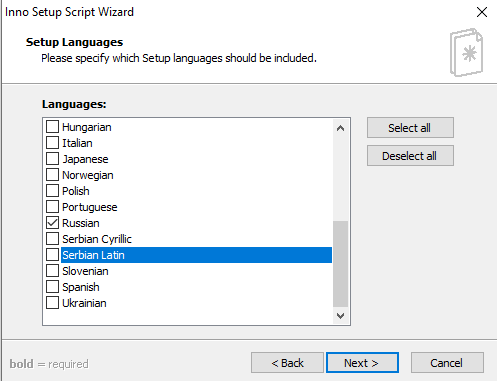 Inno Setup Script Wizard
Setup Languages
Please specify which Setup languages should be included.
Languages:
Hungarian
Italian
Japanese
Norwegian
Polish
Portuguese
Russian
Serbian Cyrillic
Serbian Latin
Slovenian
Spanish
Ukrainian
Select all
Deselect all
bold = required
< Back
Next >
Cancel